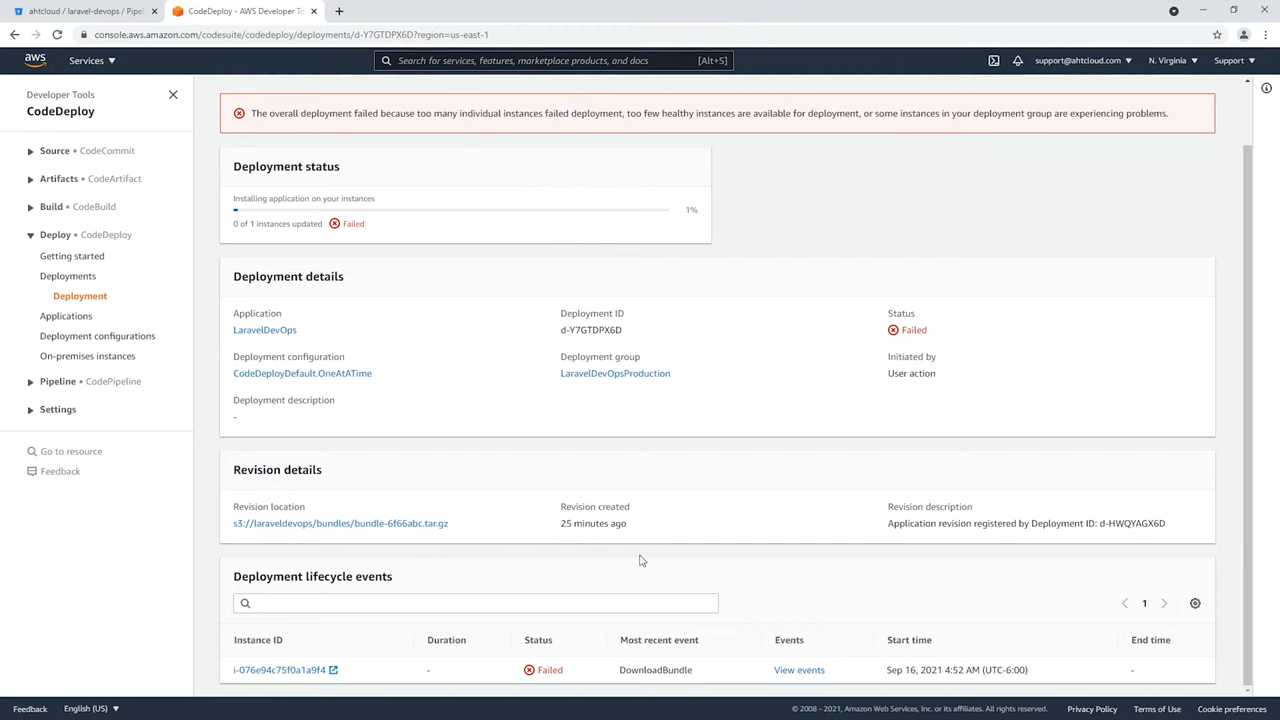 ahtcloud / laravel-devops / Pipel
CodeDeploy - AWS Developer To
console.aws.amazon.com/codesuite/codedeploy/deployments/d-Y7GTDPX6D?region=us-east-1
aws
Services
Search for services, features, marketplace products, and docs
[Alt+S]
support@ahtcloud.com
N. Virginia
Support
Developer Tools
CodeDeploy
Source • CodeCommit
Artifacts • CodeArtifact
Build • CodeBuild
Deploy • CodeDeploy
Getting started
Deployments
Deployment
Applications
Deployment configurations
On-premises instances
Pipeline • CodePipeline
Settings
Go to resource
Feedback
The overall deployment failed because too many individual instances failed deployment, too few healthy instances are available for deployment, or some instances in your deployment group are experiencing problems.
Deployment status
Installing application on your instances
1%
0 of 1 instances updated
Failed
Deployment details
Application
Deployment ID
Status
LaravelDevOps
d-Y7GTDPX6D
Failed
Deployment configuration
Deployment group
Initiated by
CodeDeployDefault.OneAtATime
LaravelDevOpsProduction
User action
Deployment description
-
Revision details
Revision location
Revision created
Revision description
s3://laraveldevops/bundles/bundle-6f66abc.tar.gz
25 minutes ago
Application revision registered by Deployment ID: d-HWQYAGX6D
Deployment lifecycle events
1
Instance ID
Duration
Status
Most recent event
Events
Start time
End time
i-076e94c75f0a1a9f4
-
Failed
DownloadBundle
View events
Sep 16, 2021 4:52 AM (UTC-6:00)
-
Feedback
English (US)
© 2008 - 2021, Amazon Web Services, Inc. or its affiliates. All rights reserved.
Privacy Policy
Terms of Use
Cookie preferences